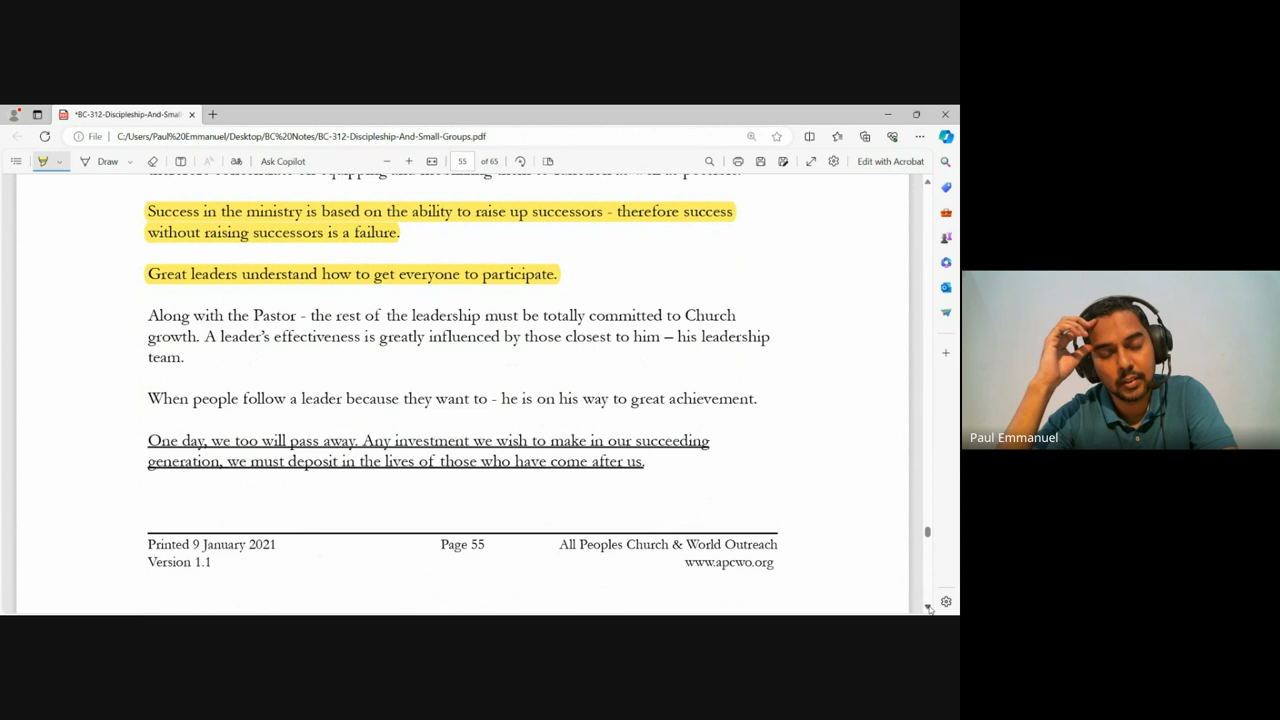 *BC-312-Discipleship-And-Smal
File
C:/Users/Paul%20Emmanuel/Desktop/BC%20Notes/BC-312-Discipleship-And-Small-Groups.pdf
Draw
Ask Copilot
55 of 65
Edit with Acrobat
Success in the ministry is based on the ability to raise up successors - therefore success
without raising successors is a failure.
Great leaders understand how to get everyone to participate.
Along with the Pastor - the rest of the leadership must be totally committed to Church
growth. A leader's effectiveness is greatly influenced by those closest to him – his leadership
team.
When people follow a leader because they want to - he is on his way to great achievement.
One day, we too will pass away. Any investment we wish to make in our succeeding
generation, we must deposit in the lives of those who have come after us.
Printed 9 January 2021 Page 55 All Peoples Church & World Outreach
Version 1.1 www.apcwo.org
Paul Emmanuel